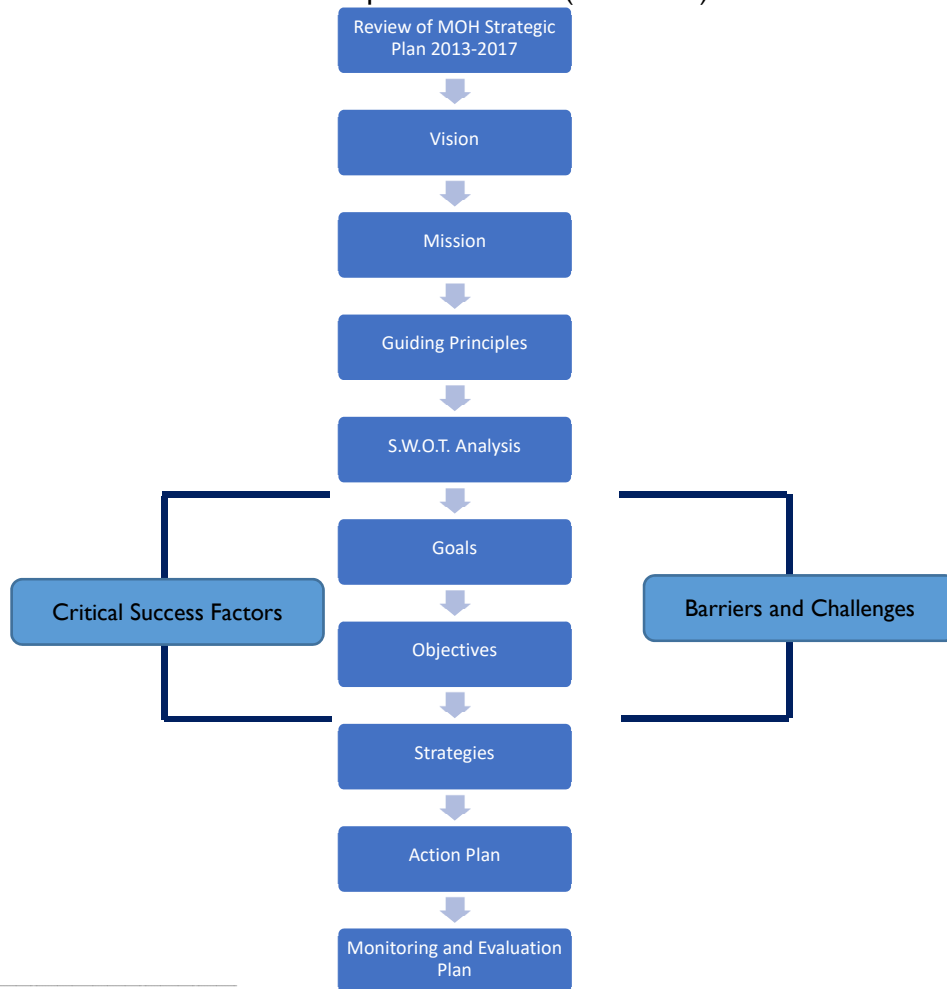 Review of MOH Strategic
Plan 2013-2017
Vision
Mission
Guiding Principles
S.W.O.T. Analysis
Goals
Critical Success Factors
Barriers and Challenges
Objectives
Strategies
Action Plan
Monitoring and Evaluation
Plan